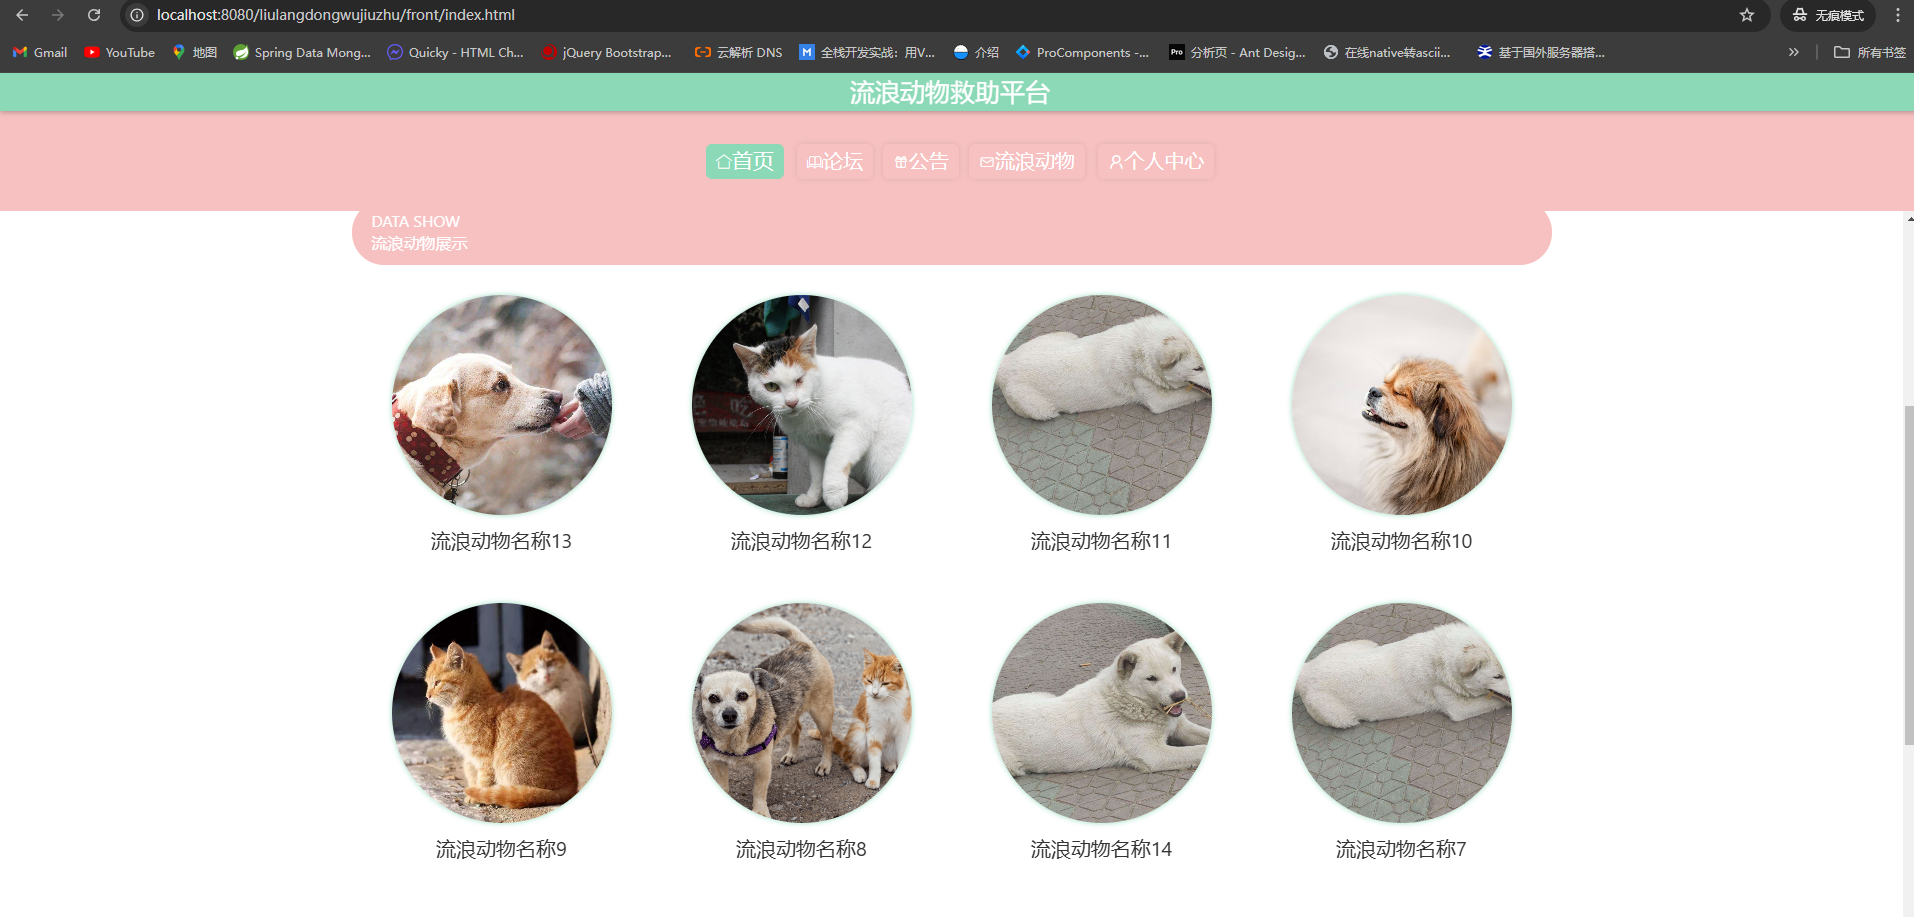 localhost:8080/liulangdongwujiuzhu/front/index.html
无痕模式
Gmail
YouTube
地图
Spring Data Mong...
Quicky - HTML Ch...
jQuery Bootstrap...
云解析 DNS
全栈开发实战：用V...
介绍
ProComponents -...
Pro
分析页 - Ant Desig...
在线native转ascii...
基于国外服务器搭...
所有书签
流浪动物救助平台
首页
论坛
公告
流浪动物
个人中心
DATA SHOW
流浪动物展示
流浪动物名称13
流浪动物名称12
流浪动物名称11
流浪动物名称10
流浪动物名称9
流浪动物名称8
流浪动物名称14
流浪动物名称7